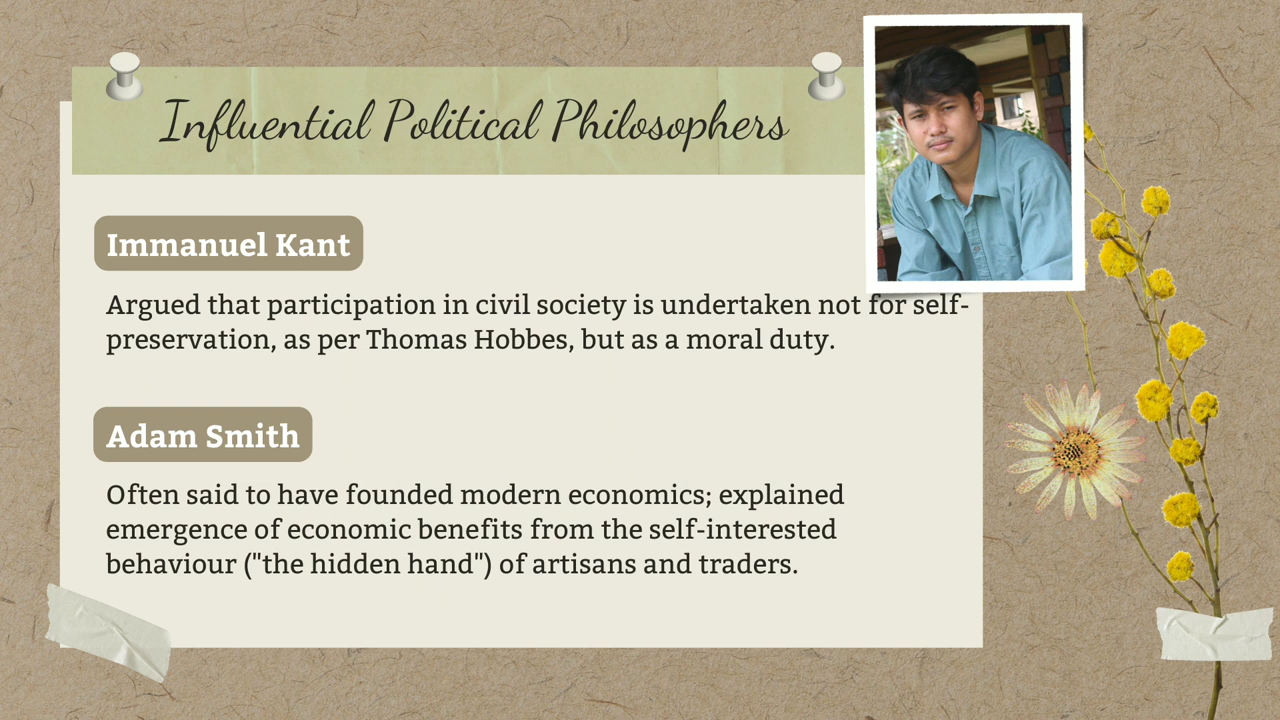 Influential Political Philosophers
Immanuel Kant
Argued that participation in civil society is undertaken not for self-
preservation, as per Thomas Hobbes, but as a moral duty.
Adam Smith
Often said to have founded modern economics; explained
emergence of economic benefits from the self-interested
behaviour ("the hidden hand") of artisans and traders.